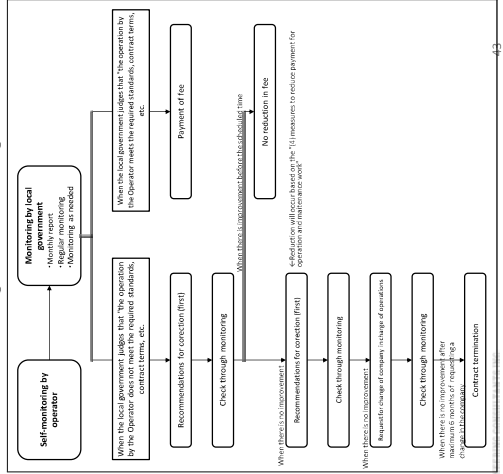 Self-monitoring by
operator
Monitoring by local
government
・Monthly report
・Regular monitoring
・Monitoring as needed
When the local government judges that "the operation
by the Operator does not meet the required standards,
contract terms, etc.
When the local government judges that "the operation by
the Operator meets the required standards, contract terms,
etc.
Recommendations for corection (first)
Payment of fee
Check through monitoring
When there is improvement before the scheduled time
No reduction in fee
When there is no improvement
Recommendations for corection (first)
←Reduction will occur based on the "(4) measures to reduce payment for
operation and maitenance work"
Check through monitoring
When there is no improvement
Request for change of company in charge of operations
Check through monitoring
When there is no improvement after
maximum 6 months of requesting a
change in the company
Contract termination
43